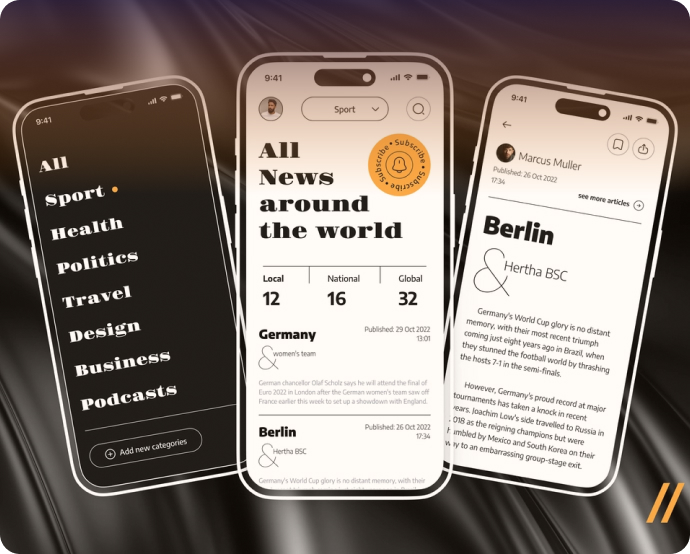 9:41
All
Sport
Health
Politics
Travel
Design
Business
Podcasts
Add new categories
9:41
Sport
All
News
around
the world
Subscribe • Subscribe • Subscribe •
Local
12
National
16
Global
32
Germany
&women's team
Published: 29 Oct 2022
13:01
German chancellor Olaf Scholz says he will attend the final of
Euro 2022 in London after the German women's team saw off
France earlier this week to set up a showdown with England.
Berlin
&Hertha BSC
Published: 26 Oct 2022
17:34
Germany's World Cup glory is no distant memory, with their
9:41
Marcus Muller
Published: 26 Oct 2022
17:34
see more articles
Berlin
&Hertha BSC
Germany's World Cup glory is no distant
memory, with their most recent triumph
coming just eight years ago in Brazil, when
they stunned the football world by thrashing
the hosts 7-1 in the semi-finals.
However, Germany's proud record at major
tournaments has taken a knock in recent
years. Joachim Low's side travelled to Russia in
2018 as the reigning champions but were
humbled by Mexico and South Korea on their
way to an embarrassing group-stage exit.